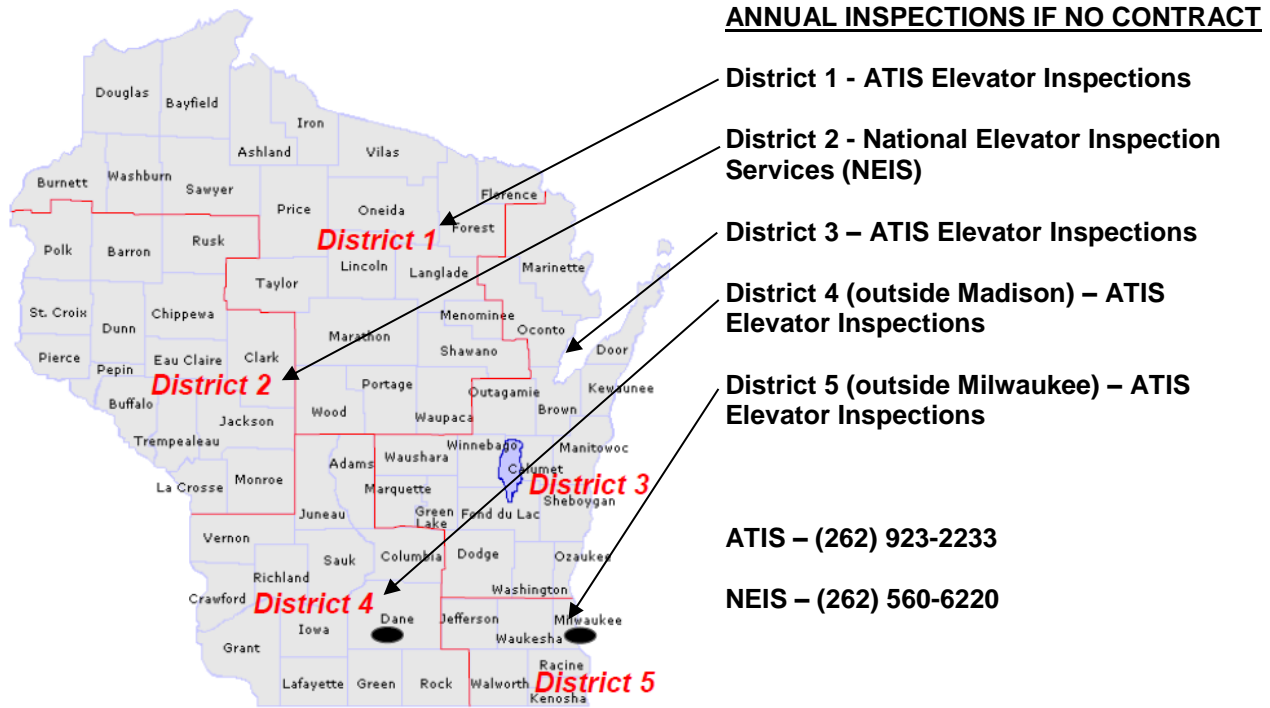 ANNUAL INSPECTIONS IF NO CONTRACT
District 1 - ATIS Elevator Inspections
District 2 - National Elevator Inspection
Services (NEIS)
District 3 – ATIS Elevator Inspections
District 4 (outside Madison) – ATIS
Elevator Inspections
District 5 (outside Milwaukee) – ATIS
Elevator Inspections
ATIS – (262) 923-2233
NEIS – (262) 560-6220
Douglas
Bayfield
Iron
Ashland
Vilas
Burnett
Washburn
Sawyer
Price
Oneida
Florence
Forest
District 1
Polk
Barron
Rusk
Taylor
Lincoln
Langlade
Marinette
St. Croix
Dunn
Chippewa
Marathon
Menominee
Oconto
Shawano
Door
Pierce
Pepin
Eau Claire
Clark
District 2
Buffalo
Portage
Outagamie
Kewaunee
Brown
Wood
Waupaca
Jackson
Trempealeau
Winnebago
Manitowoc
Adams
Waushara
Calumet
La Crosse
Monroe
Marquette
District 3
Juneau
Green
Lake
Fond du Lac
Sheboygan
Vernon
Sauk
Columbia
Dodge
Ozaukee
Richland
Washington
Crawford
District 4
Iowa
Dane
Jefferson
Milwaukee
Waukesha
Grant
Lafayette
Green
Rock
Walworth
Racine
District 5
Kenosha